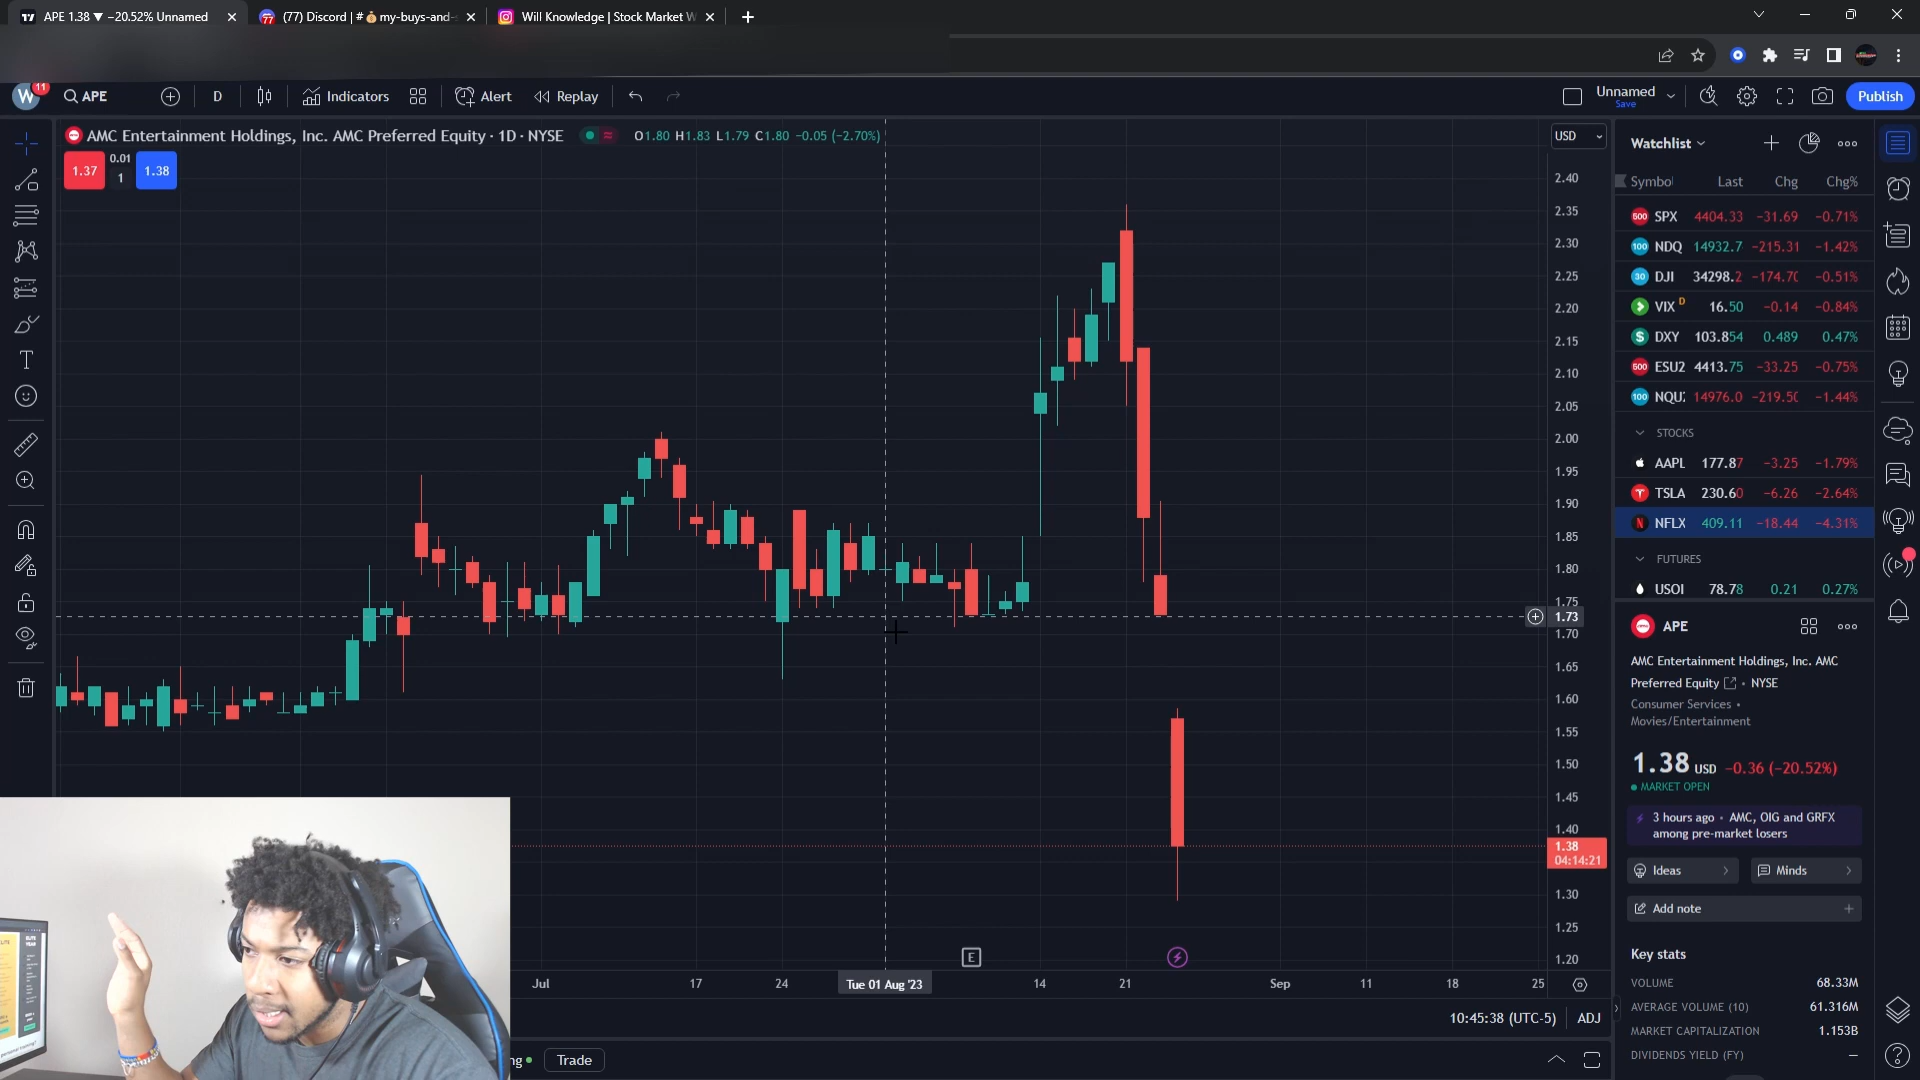 APE 1.38 ▼ −20.52% Unnamed
(77) Discord | # 💰my-buys-and-s
Will Knowledge | Stock Market W
W
11
APE
D
Indicators
Alert
Replay
Unnamed
Save
Publish
AMC Entertainment Holdings, Inc. AMC Preferred Equity · 1D · NYSE
O1.80 H1.83 L1.79 C1.80 −0.05 (−2.70%)
1.37
0.01
1
1.38
USD
2.40
2.35
2.30
2.25
2.20
2.15
2.10
2.05
2.00
1.95
1.90
1.85
1.80
1.75
1.73
1.70
1.65
1.60
1.55
1.50
1.45
1.40
1.38
04:14:21
1.30
1.25
1.20
E
Jul
17
24
Tue 01 Aug '23
14
21
Sep
11
18
25
10:45:38 (UTC-5)
ADJ
ng
Trade
Watchlist
Symbol Last Chg Chg%
500 SPX 4404.33 −31.69 −0.71%
100 NDQ 14932.7 −215.31 −1.42%
30 DJI 34298.2 −174.70 −0.51%
VIX D 16.50 −0.14 −0.84%
$ DXY 103.854 0.489 0.47%
500 ESU2 4413.75 −33.25 −0.75%
100 NQU2 14976.0 −219.50 −1.44%
STOCKS
AAPL 177.87 −3.25 −1.79%
TSLA 230.60 −6.26 −2.64%
N NFLX 409.11 −18.44 −4.31%
FUTURES
USOI 78.78 0.21 0.27%
APE
AMC Entertainment Holdings, Inc. AMC
Preferred Equity • NYSE
Consumer Services •
Movies/Entertainment
1.38 USD −0.36 (−20.52%)
MARKET OPEN
3 hours ago • AMC, OIG and GRFX
among pre-market losers
Ideas
Minds
Add note
Key stats
VOLUME 68.33M
AVERAGE VOLUME (10) 61.316M
MARKET CAPITALIZATION 1.153B
DIVIDENDS YIELD (FY) —